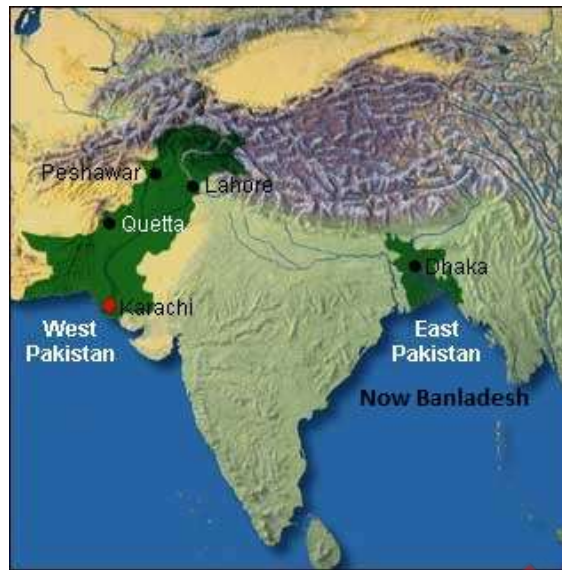 Peshawar
Lahore
Quetta
Dhaka
Karachi
West
Pakistan
East
Pakistan
Now Banladesh